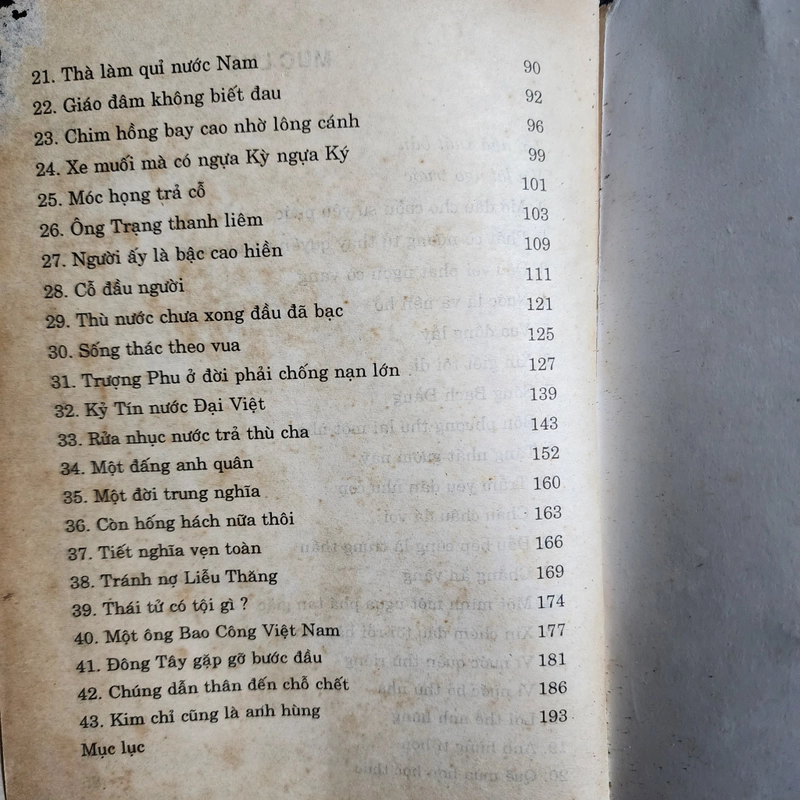 21. Thà làm quỉ nước Nam 90
22. Giáo đâm không biết đau 92
23. Chim hồng bay cao nhờ lông cánh 96
24. Xe muối mà có ngựa Kỳ ngựa Ký 99
25. Móc họng trả cỗ 101
26. Ông Trạng thanh liêm 103
27. Người ấy là bậc cao hiền 109
28. Cỗ đầu người 111
29. Thù nước chưa xong đầu đã bạc 121
30. Sống thác theo vua 125
31. Trượng Phu ở đời phải chống nạn lớn 127
32. Kỷ Tín nước Đại Việt 139
33. Rửa nhục nước trả thù cha 143
34. Một đấng anh quân 152
35. Một đời trung nghĩa 160
36. Còn hống hách nữa thôi 163
37. Tiết nghĩa vẹn toàn 166
38. Tránh nợ Liễu Thăng 169
39. Thái tử có tội gì ? 174
40. Một ông Bao Công Việt Nam 177
41. Đông Tây gặp gỡ bước đầu 181
42. Chúng dẫn thân đến chỗ chết 186
43. Kim chỉ cũng là anh hùng 193
Mục lục